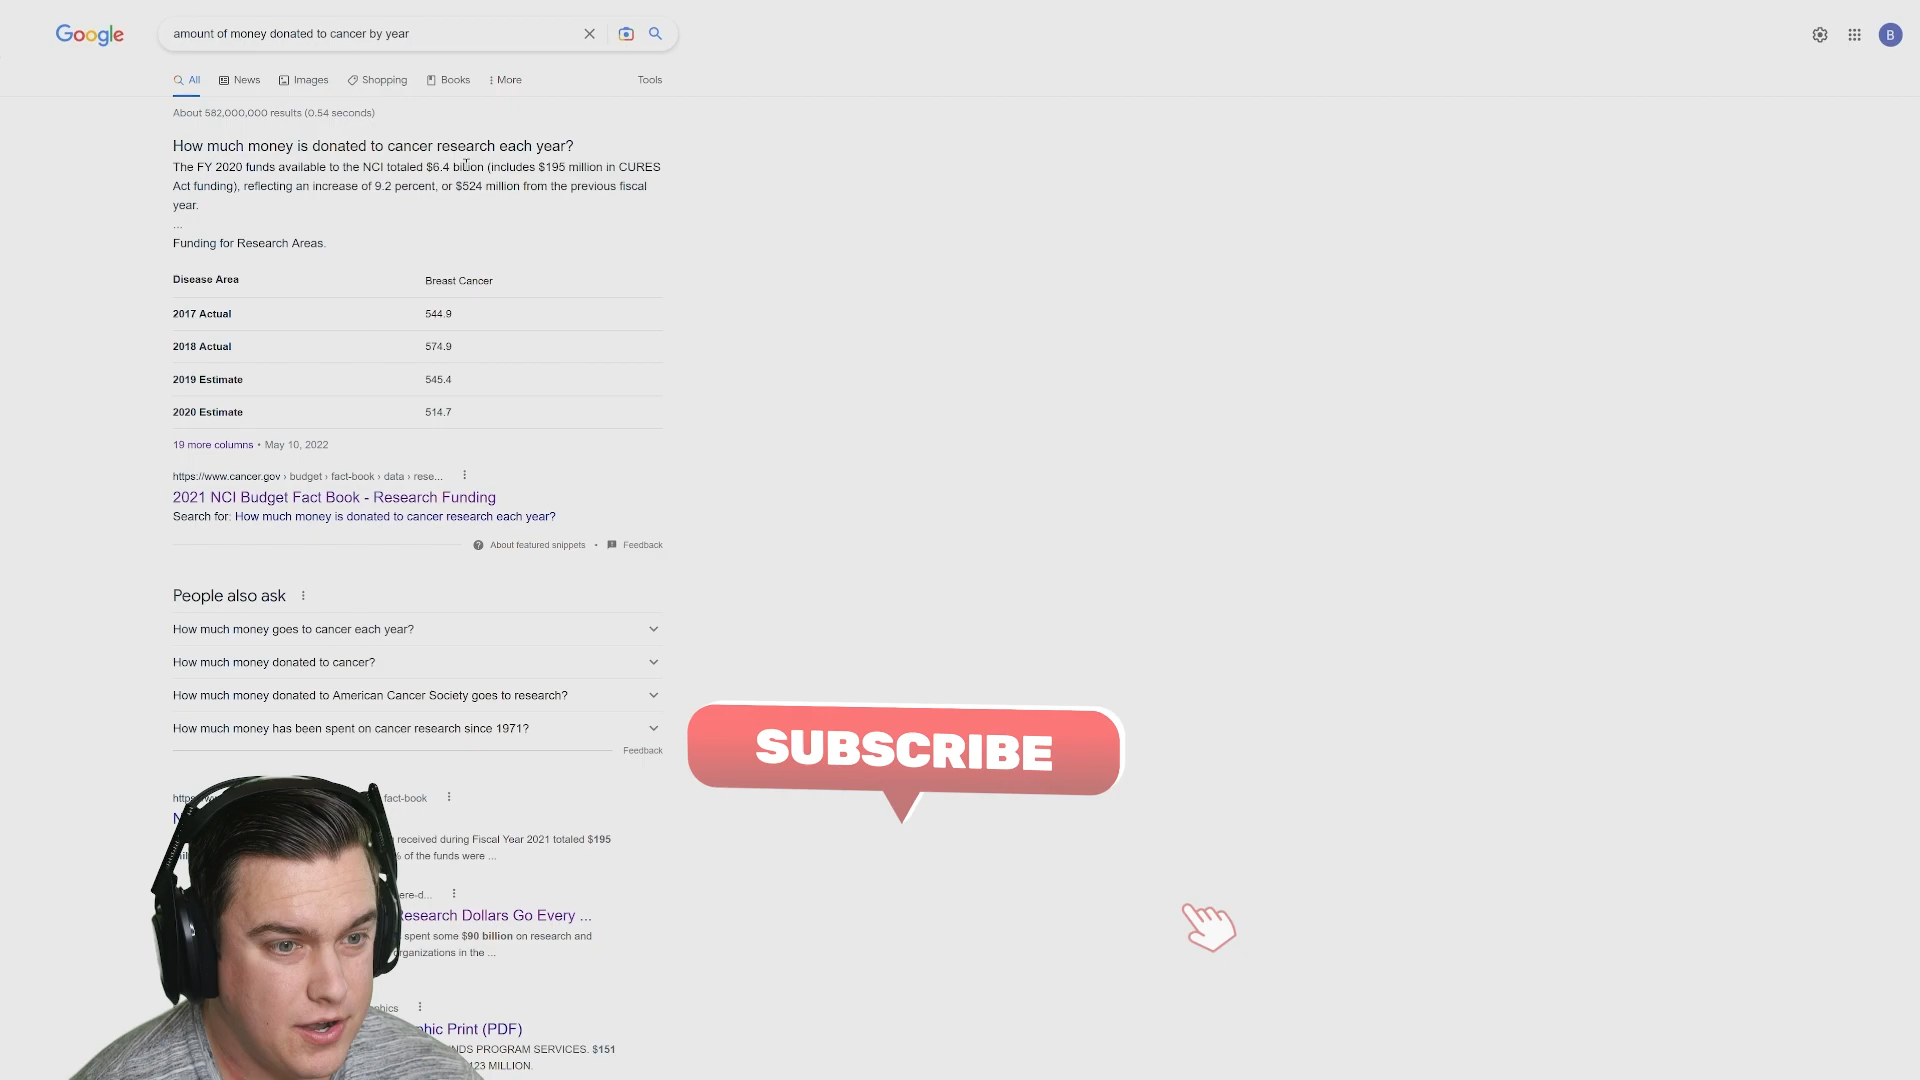 Google
amount of money donated to cancer by year
B
All
News
Images
Shopping
Books
More
Tools
About 582,000,000 results (0.54 seconds)
How much money is donated to cancer research each year?
The FY 2020 funds available to the NCI totaled $6.4 billion (includes $195 million in CURES
Act funding), reflecting an increase of 9.2 percent, or $524 million from the previous fiscal
year.
...
Funding for Research Areas.
Disease Area Breast Cancer
2017 Actual 544.9
2018 Actual 574.9
2019 Estimate 545.4
2020 Estimate 514.7
19 more columns • May 10, 2022
https://www.cancer.gov › budget › fact-book › data › rese...
2021 NCI Budget Fact Book - Research Funding
Search for: How much money is donated to cancer research each year?
About featured snippets • Feedback
People also ask
How much money goes to cancer each year?
How much money donated to cancer?
How much money donated to American Cancer Society goes to research?
How much money has been spent on cancer research since 1971?
Feedback
SUBSCRIBE
fact-book
received during Fiscal Year 2021 totaled $195
% of the funds were ...
ere-d...
Research Dollars Go Every ...
spent some $90 billion on research and
organizations in the ...
phic Print (PDF)
NDS PROGRAM SERVICES. $151
123 MILLION.